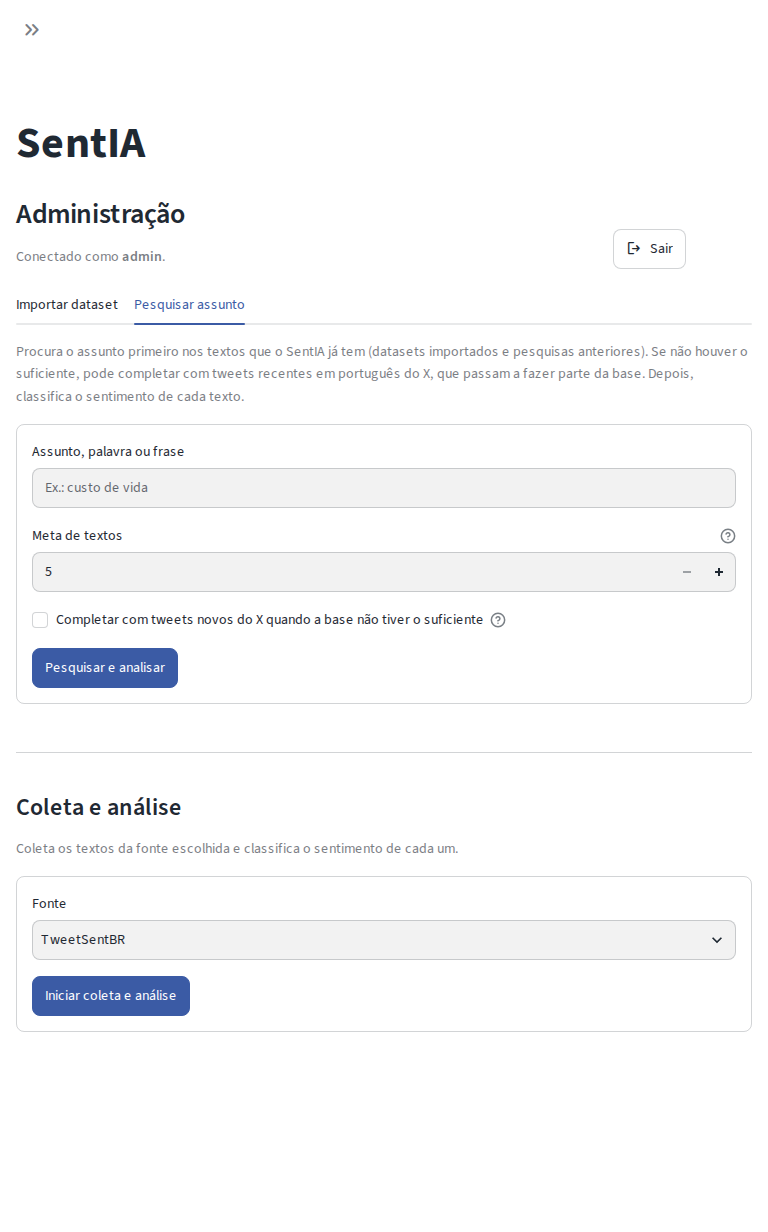 SentIA
Administração
Conectado como admin.
Sair
Importar dataset
Pesquisar assunto
Procura o assunto primeiro nos textos que o SentIA já tem (datasets importados e pesquisas anteriores). Se não houver o
suficiente, pode completar com tweets recentes em português do X, que passam a fazer parte da base. Depois,
classifica o sentimento de cada texto.
Assunto, palavra ou frase
Ex.: custo de vida
Meta de textos
5
Completar com tweets novos do X quando a base não tiver o suficiente
Pesquisar e analisar
Coleta e análise
Coleta os textos da fonte escolhida e classifica o sentimento de cada um.
Fonte
TweetSentBR
Iniciar coleta e análise